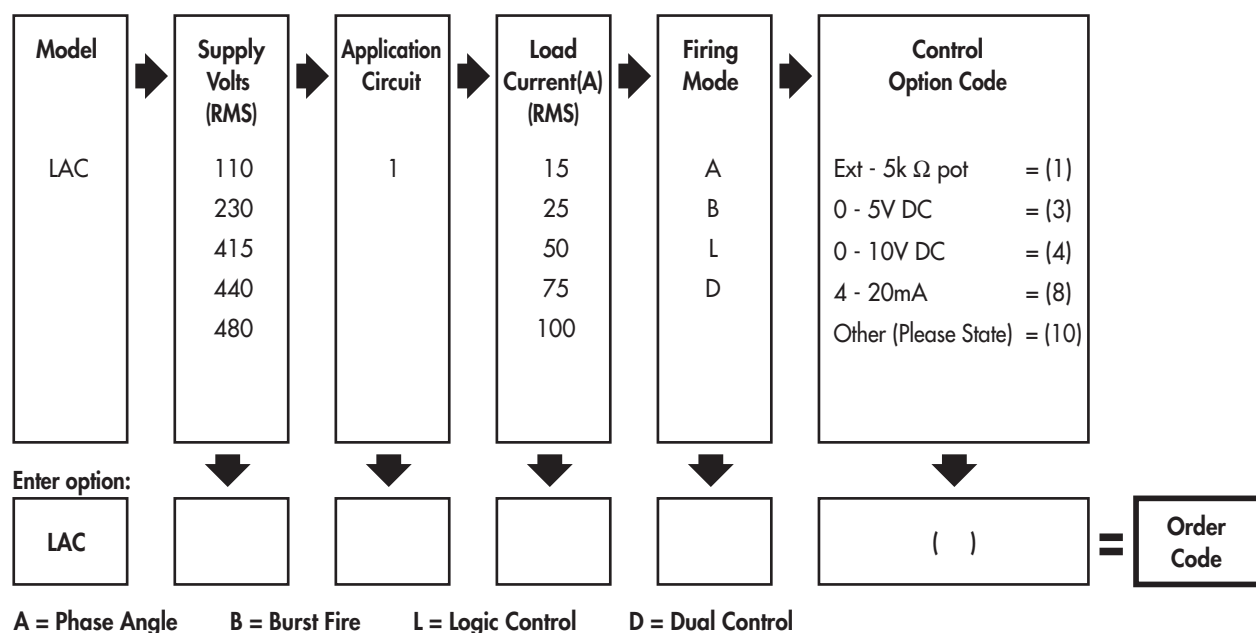 Model
Supply
Volts
(RMS)
Application
Circuit
Load
Current(A)
(RMS)
Firing
Mode
Control
Option Code
LAC
110
230
415
440
480
1
15
25
50
75
100
A
B
L
D
Ext - 5k Ω pot = (1)
0 - 5V DC = (3)
0 - 10V DC = (4)
4 - 20mA = (8)
Other (Please State) = (10)
Enter option:
LAC
( )
=
Order
Code
A = Phase Angle B = Burst Fire L = Logic Control D = Dual Control